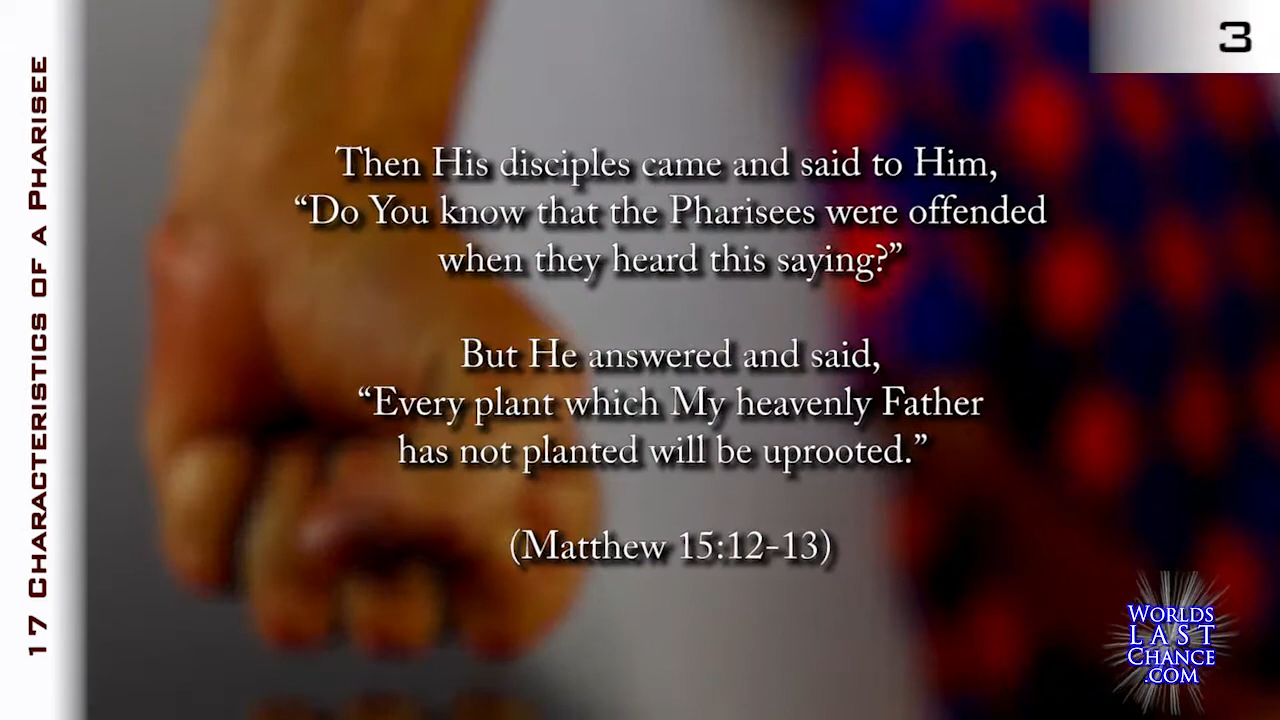 17 Characteristics of a Pharisee
3
Then His disciples came and said to Him,
“Do You know that the Pharisees were offended
when they heard this saying?”
But He answered and said,
“Every plant which My heavenly Father
has not planted will be uprooted.”
(Matthew 15:12-13)
Worlds
Last
Chance
.com